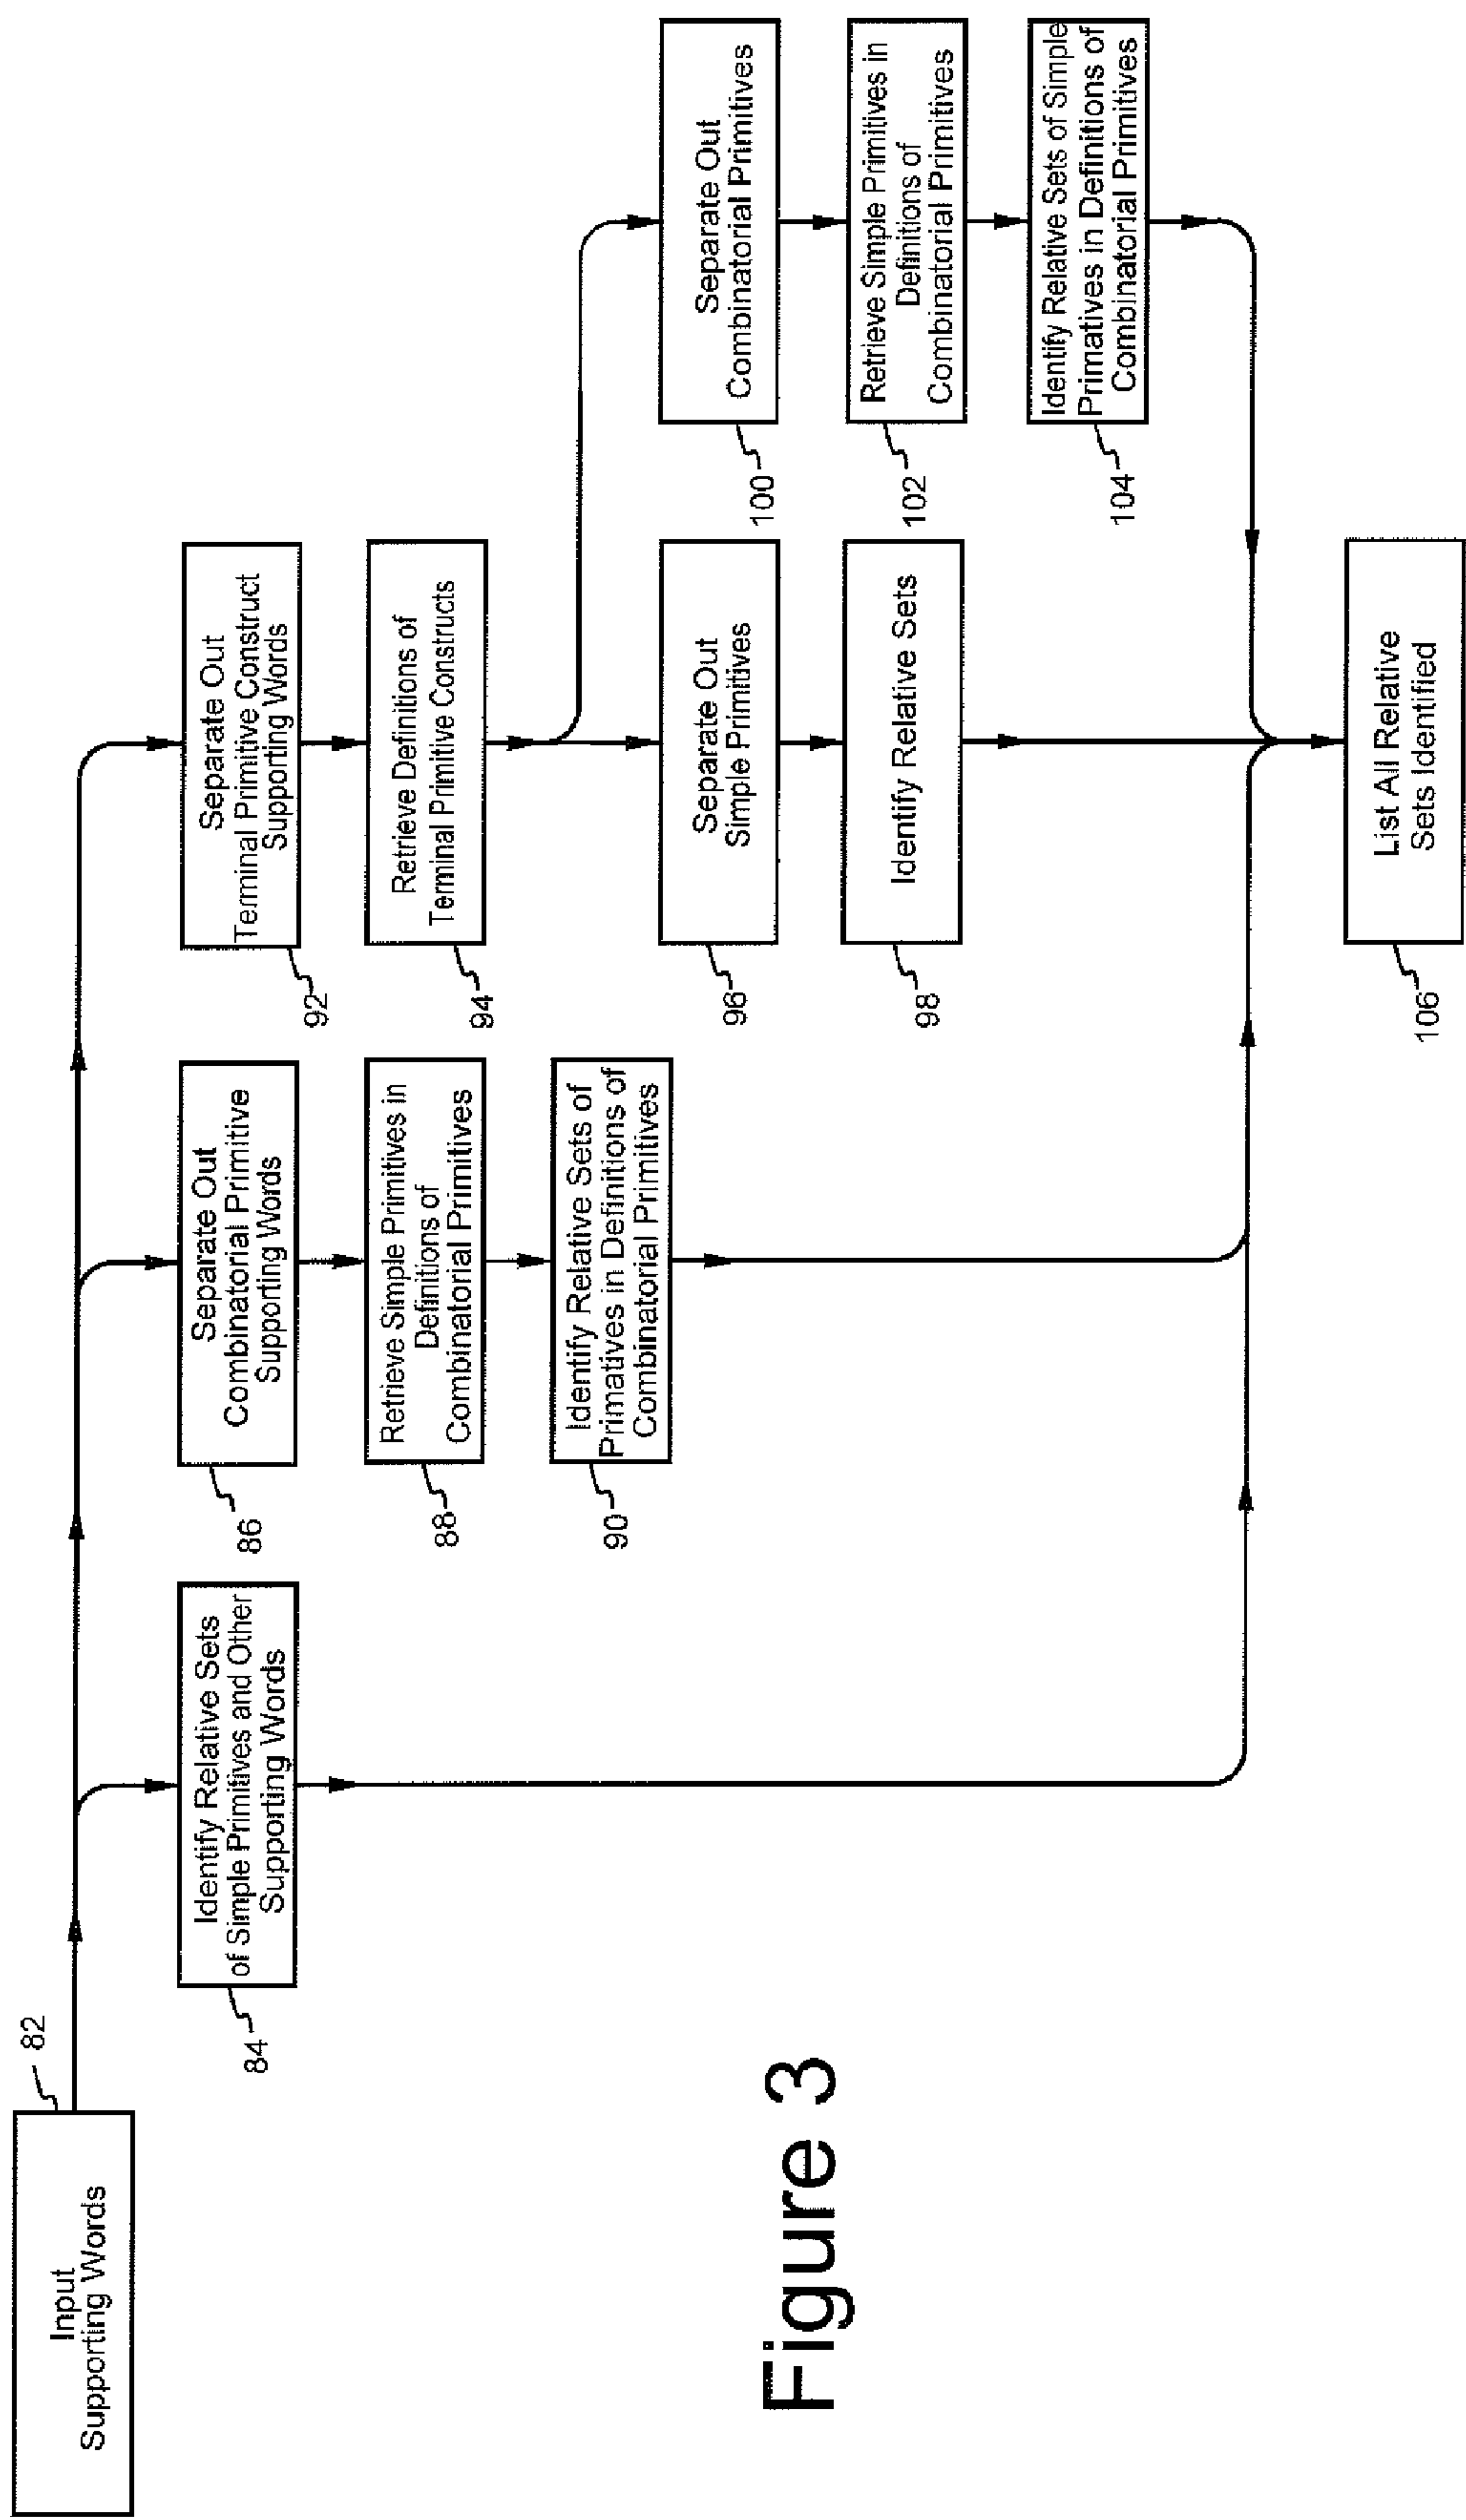 Input
Supporting Words
82
Identify Relative Sets
of Simple Primitives and Other
Supporting Words
84
Separate Out
Combinatorial Primitive
Supporting Words
86
Retrieve Simple Primitives in
Definitions of
Combinatorial Primitives
88
Identify Relative Sets of
Primatives in Definitions of
Combinatorial Primitives
90
Separate Out
Terminal Primitive Construct
Supporting Words
92
Retrieve Definitions of
Terminal Primitive Constructs
94
Separate Out
Simple Primitives
96
Identify Relative Sets
98
Separate Out
Combinatorial Primitives
100
Retrieve Simple Primitives in
Definitions of
Combinatorial Primitives
102
Identify Relative Sets of Simple
Primatives in Definitions of
Combinatorial Primitives
104
List All Relative
Sets Identified
106
Figure 3